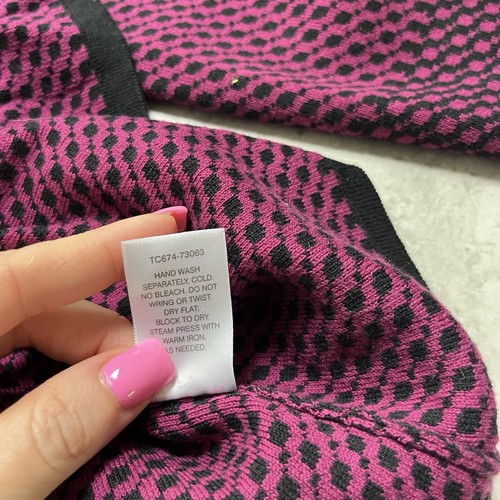 TC674-73063
HAND WASH
SEPARATELY, COLD.
NO BLEACH. DO NOT
WRING OR TWIST
DRY FLAT;
BLOCK TO DRY.
STEAM PRESS WITH
WARM IRON,
AS NEEDED.